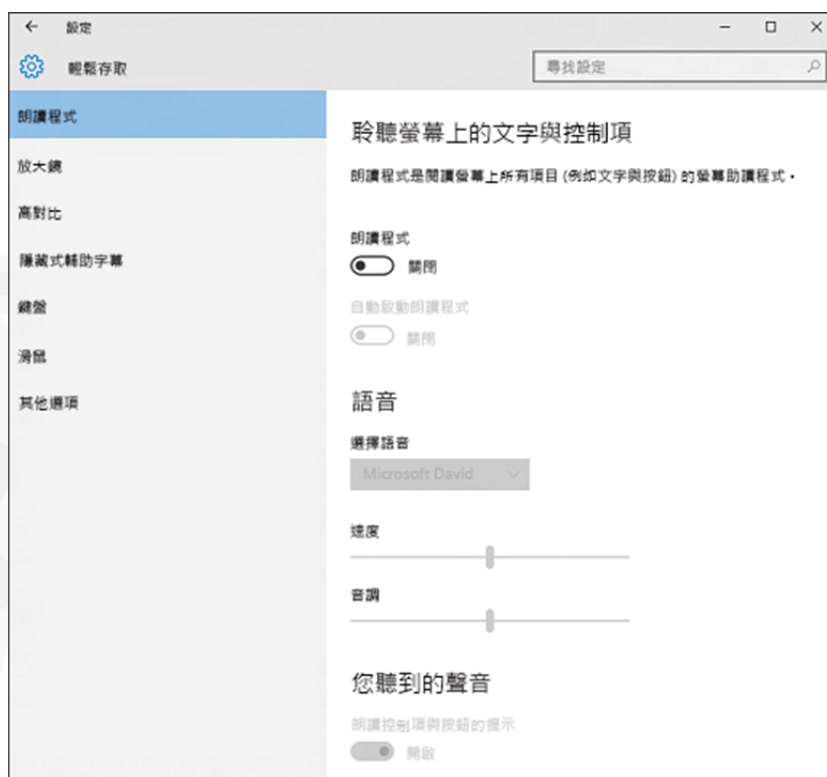 設定
輕鬆存取
尋找設定
朗讀程式
放大鏡
高對比
隱藏式輔助字幕
鍵盤
滑鼠
其他選項
聆聽螢幕上的文字與控制項
朗讀程式是閱讀螢幕上所有項目 (例如文字與按鈕) 的螢幕助讀程式。
朗讀程式
關閉
自動啟動朗讀程式
關閉
語音
選擇語音
Microsoft David
速度
音調
您聽到的聲音
朗讀控制項與按鈕的提示
開啟